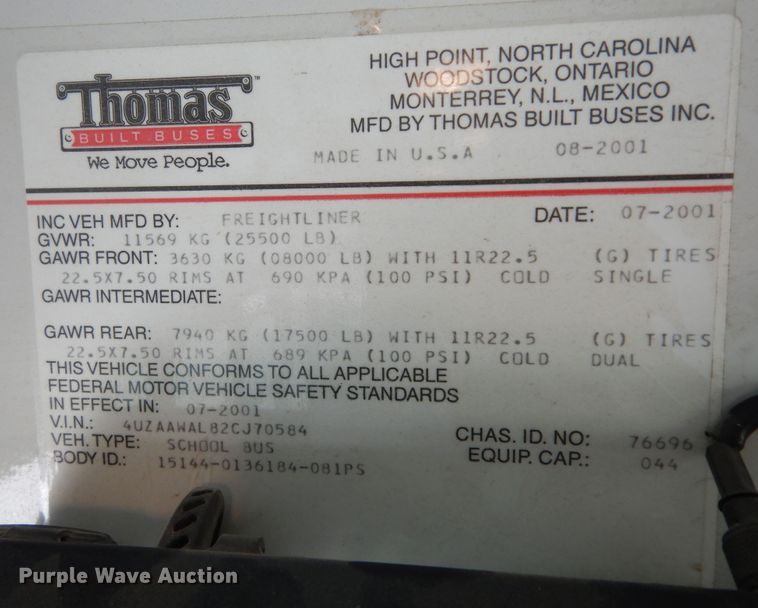 Thomas™
BUILT BUSES
We Move People.
HIGH POINT, NORTH CAROLINA
WOODSTOCK, ONTARIO
MONTERREY, N.L., MEXICO
MFD BY THOMAS BUILT BUSES INC.
MADE IN U.S.A 08-2001
INC VEH MFD BY: FREIGHTLINER DATE: 07-2001
GVWR: 11569 KG (25500 LB)
GAWR FRONT: 3630 KG (08000 LB) WITH 11R22.5 (G) TIRES
22.5X7.50 RIMS AT 690 KPA (100 PSI) COLD SINGLE
GAWR INTERMEDIATE:
GAWR REAR: 7940 KG (17500 LB) WITH 11R22.5 (G) TIRES
22.5X7.50 RIMS AT 689 KPA (100 PSI) COLD DUAL
THIS VEHICLE CONFORMS TO ALL APPLICABLE
FEDERAL MOTOR VEHICLE SAFETY STANDARDS
IN EFFECT IN: 07-2001
V.I.N.: 4UZAAWAL82CJ70584 CHAS. ID. NO: 76696
VEH. TYPE: SCHOOL BUS EQUIP. CAP.: 044
BODY ID.: 15144-0136184-081PS
Purple Wave Auction